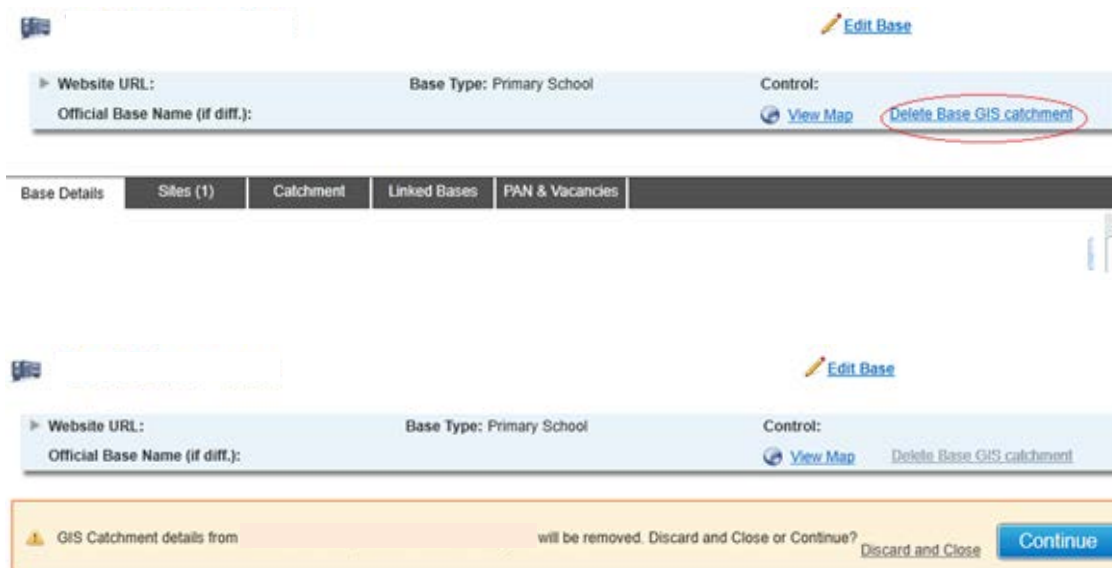 Edit Base
Website URL: Base Type: Primary School Control:
Official Base Name (if diff.): View Map Delete Base GIS catchment
Base Details Sites (1) Catchment Linked Bases PAN & Vacancies
Edit Base
Website URL: Base Type: Primary School Control:
Official Base Name (if diff.): View Map Delete Base GIS catchment
GIS Catchment details from will be removed. Discard and Close or Continue? Discard and Close Continue